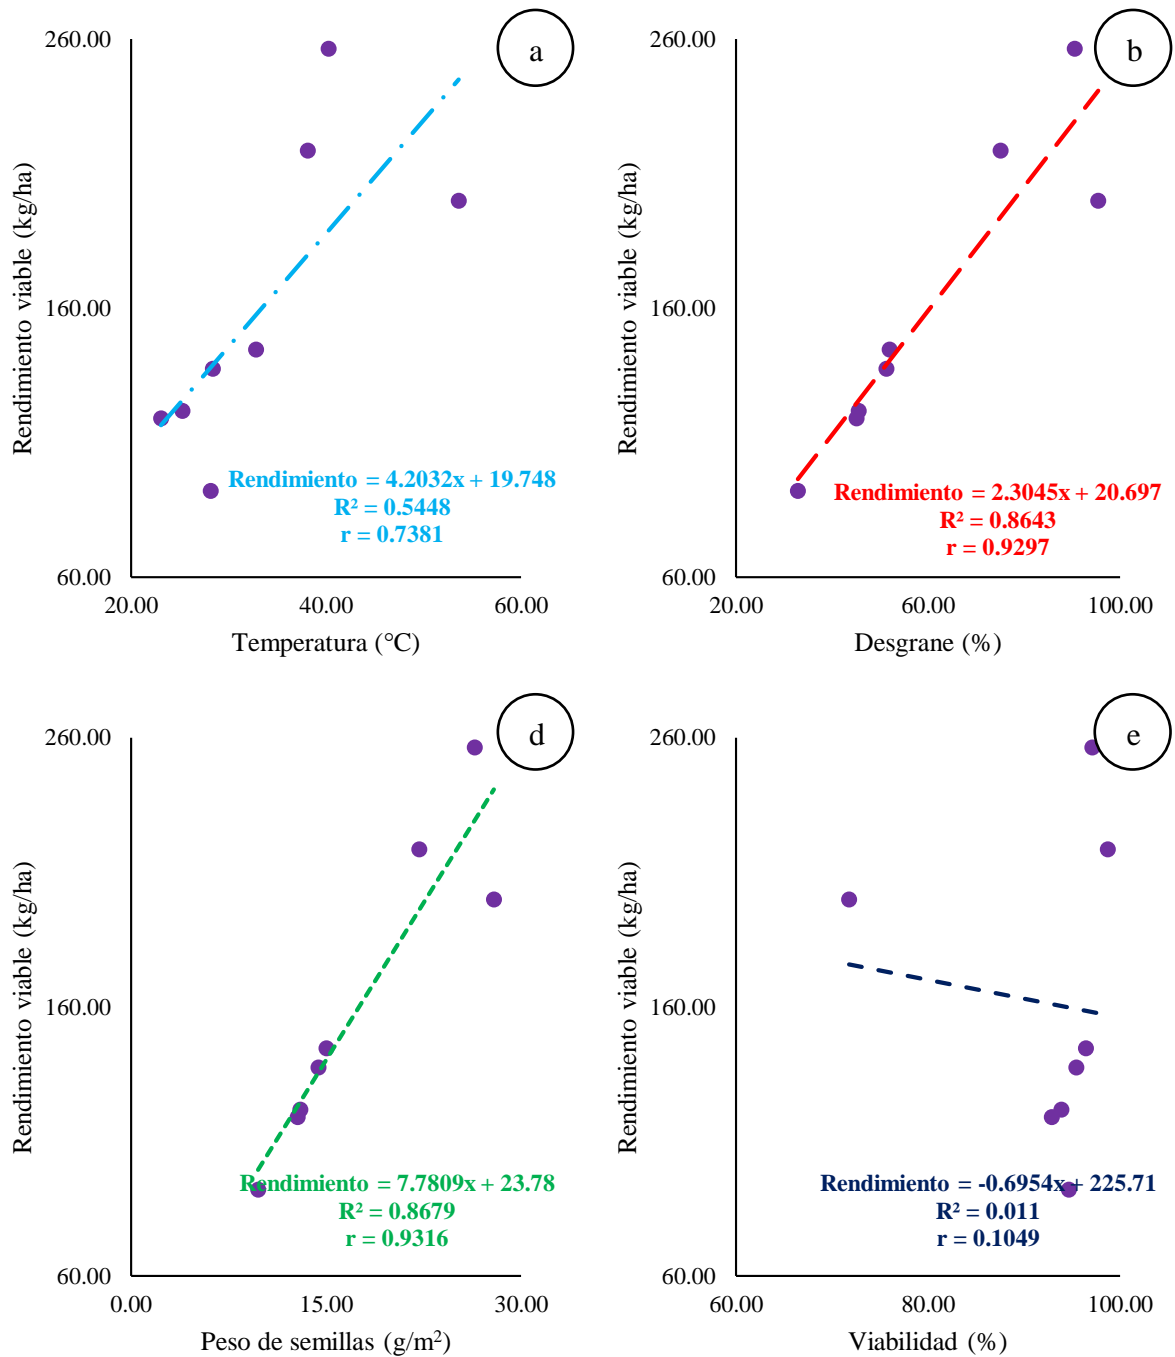 a
260.00
160.00
60.00
Rendimiento viable (kg/ha)
Rendimiento = 4.2032x + 19.748
R² = 0.5448
r = 0.7381
20.00 40.00 60.00
Temperatura (°C)
b
260.00
160.00
60.00
Rendimiento viable (kg/ha)
Rendimiento = 2.3045x + 20.697
R² = 0.8643
r = 0.9297
20.00 60.00 100.00
Desgrane (%)
d
260.00
160.00
60.00
Rendimiento viable (kg/ha)
Rendimiento = 7.7809x + 23.78
R² = 0.8679
r = 0.9316
0.00 15.00 30.00
Peso de semillas (g/m²)
e
260.00
160.00
60.00
Rendimiento viable (kg/ha)
Rendimiento = -0.6954x + 225.71
R² = 0.011
r = 0.1049
60.00 80.00 100.00
Viabilidad (%)